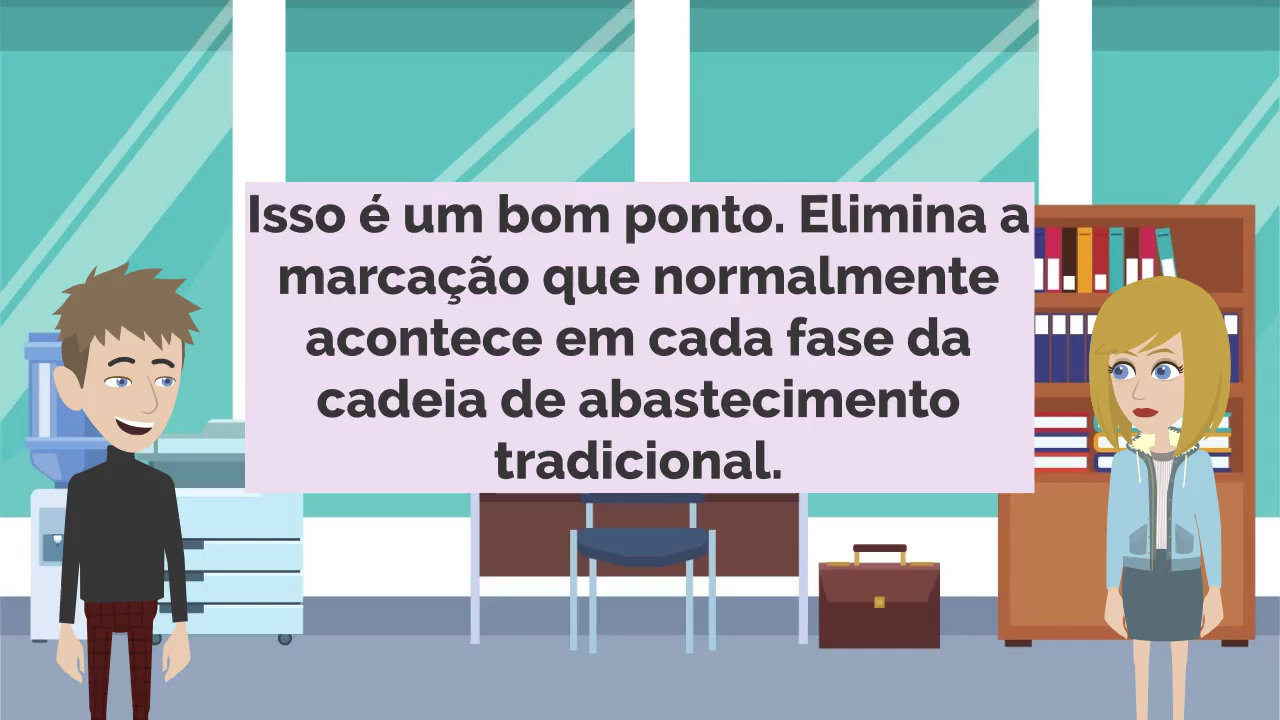 Isso é um bom ponto. Elimina a
marcação que normalmente
acontece em cada fase da
cadeia de abastecimento
tradicional.